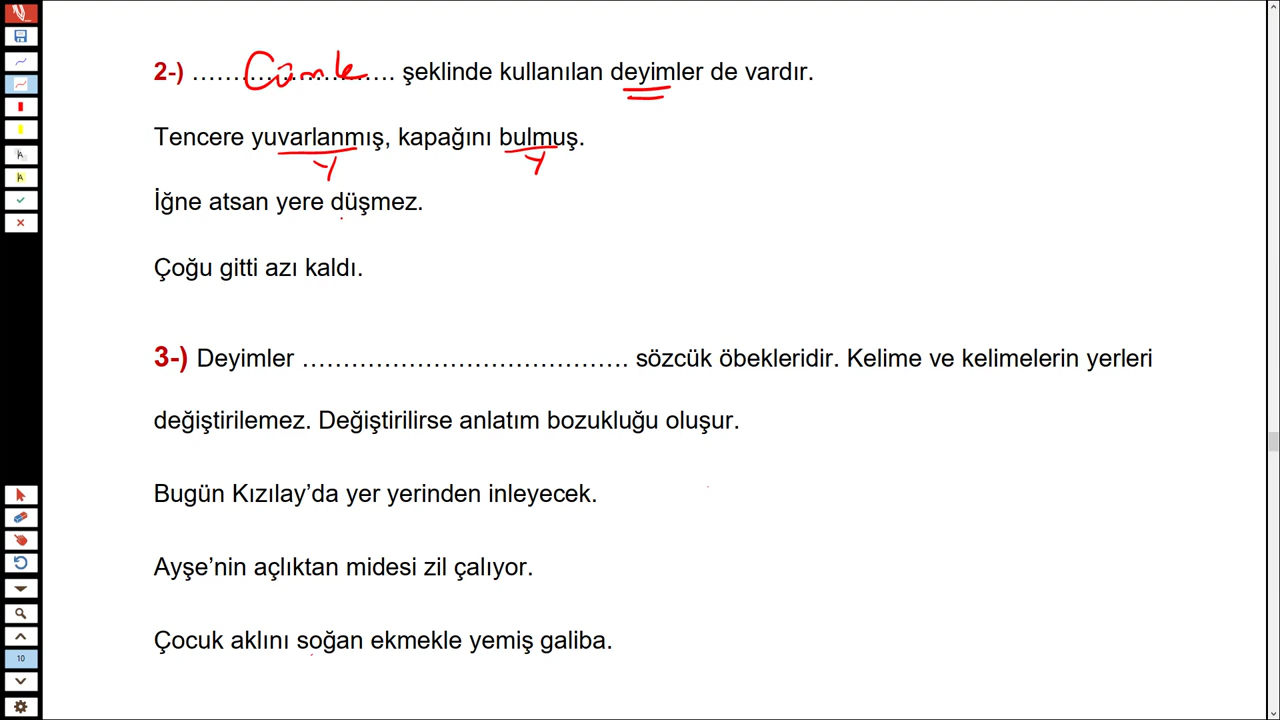 2-) ……Cümle…… şeklinde kullanılan deyimler de vardır.
Tencere yuvarlanmış, kapağını bulmuş.
Y Y
İğne atsan yere düşmez.
Çoğu gitti azı kaldı.
3-) Deyimler …………………………………. sözcük öbekleridir. Kelime ve kelimelerin yerleri
değiştirilemez. Değiştirilirse anlatım bozukluğu oluşur.
Bugün Kızılay’da yer yerinden inleyecek.
Ayşe’nin açlıktan midesi zil çalıyor.
Çocuk aklını soğan ekmekle yemiş galiba.
A
A
10